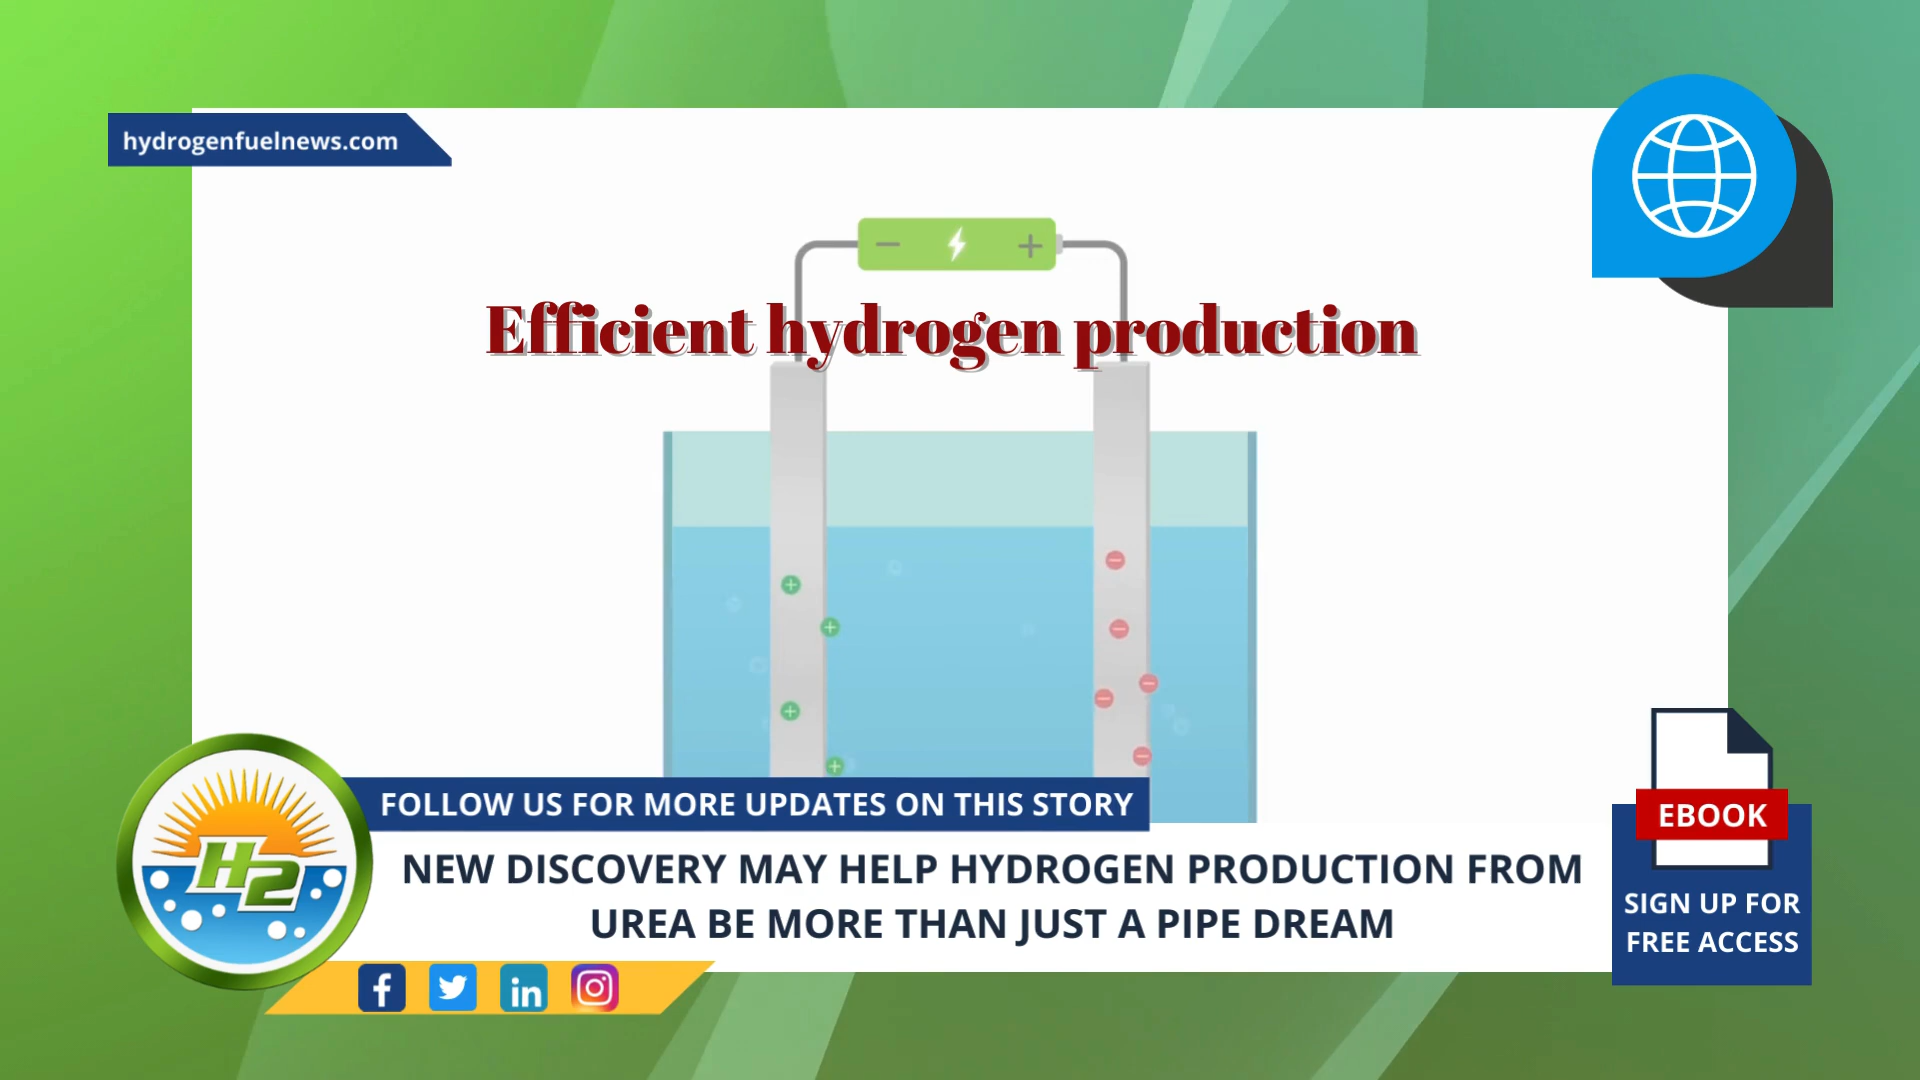 hydrogenfuelnews.com
Efficient hydrogen production
FOLLOW US FOR MORE UPDATES ON THIS STORY
NEW DISCOVERY MAY HELP HYDROGEN PRODUCTION FROM
UREA BE MORE THAN JUST A PIPE DREAM
H2
EBOOK
SIGN UP FOR
FREE ACCESS